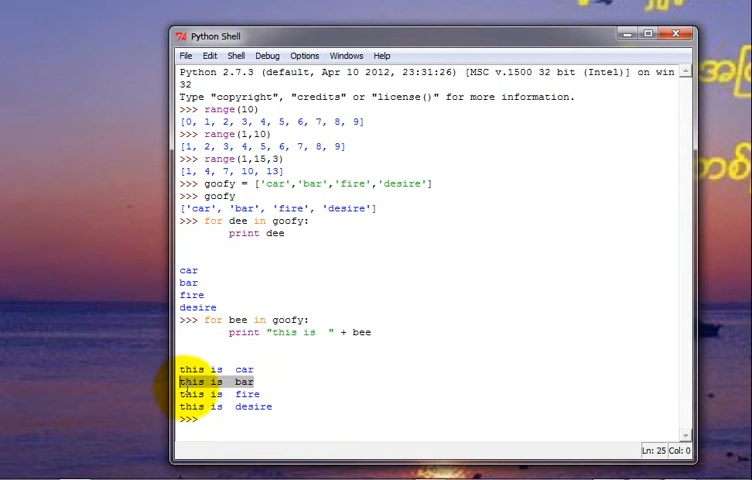 Python Shell
File Edit Shell Debug Options Windows Help
Python 2.7.3 (default, Apr 10 2012, 23:31:26) [MSC v.1500 32 bit (Intel)] on win
32
Type "copyright", "credits" or "license()" for more information.
>>> range(10)
[0, 1, 2, 3, 4, 5, 6, 7, 8, 9]
>>> range(1,10)
[1, 2, 3, 4, 5, 6, 7, 8, 9]
>>> range(1,15,3)
[1, 4, 7, 10, 13]
>>> goofy = ['car','bar','fire','desire']
>>> goofy
['car', 'bar', 'fire', 'desire']
>>> for dee in goofy:
print dee
car
bar
fire
desire
>>> for bee in goofy:
print "this is  " + bee
this is  car
this is  bar
this is  fire
this is  desire
>>>
Ln: 25 Col: 0